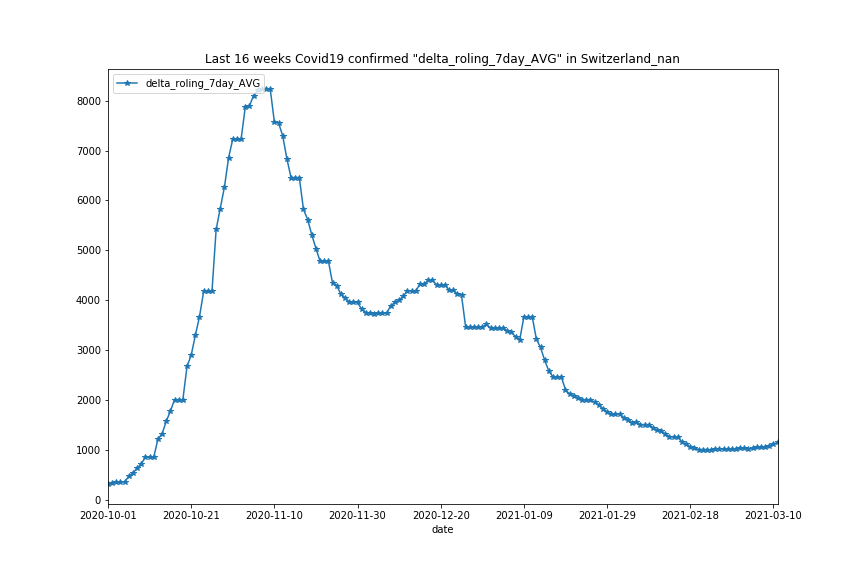 Last 16 weeks Covid19 confirmed "delta_roling_7day_AVG" in Switzerland_nan
delta_roling_7day_AVG
8000
7000
6000
5000
4000
3000
2000
1000
0
2020-10-01 2020-10-21 2020-11-10 2020-11-30 2020-12-20 2021-01-09 2021-01-29 2021-02-18 2021-03-10
date